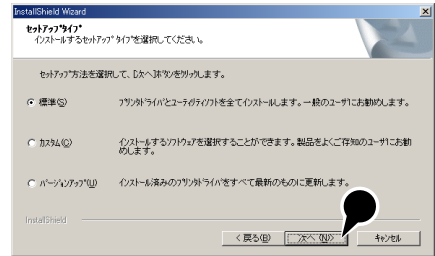 InstallShield Wizard
ｾｯﾄｱｯﾌﾟﾀｲﾌﾟ
ｲﾝｽﾄｰﾙするｾｯﾄｱｯﾌﾟﾀｲﾌﾟを選択してください。
ｾｯﾄｱｯﾌﾟ方法を選択して、[次へ]ﾎﾞﾀﾝをｸﾘｯｸします。
標準(S)
ﾌﾟﾘﾝﾀﾄﾞﾗｲﾊﾞとﾕｰﾃｨﾘﾃｨｿﾌﾄを全てｲﾝｽﾄｰﾙします。一般のﾕｰｻﾞにお勧めします。
ｶｽﾀﾑ(C)
ｲﾝｽﾄｰﾙするｿﾌﾄｳｪｱを選択することができます。製品をよくご存知のﾕｰｻﾞにお勧
めします。
ﾊﾞｰｼﾞｮﾝｱｯﾌﾟ(U)
ｲﾝｽﾄｰﾙ済みのﾌﾟﾘﾝﾀﾄﾞﾗｲﾊﾞをすべて最新のものに更新します。
InstallShield
< 戻る(B)
次へ(N)>
ｷｬﾝｾﾙ